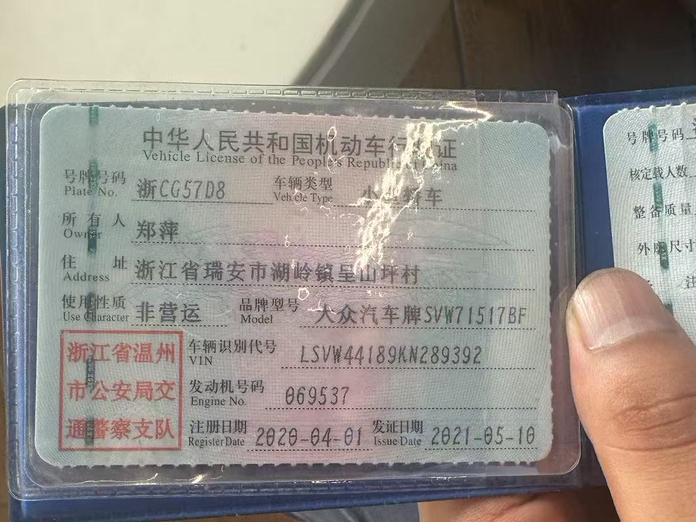 中华人民共和国机动车行驶证
Vehicle License of the People's Republic of China
号牌号码 浙CG57D8 车辆类型 小型轿车
Plate No. Vehicle Type
所有人 郑萍
Owner
住址 浙江省瑞安市湖岭镇呈山坪村
Address
使用性质 非营运 品牌型号 大众汽车牌SVW71517BF
Use Character Model
浙江省温州
市公安局交
通警察支队
车辆识别代号 LSVW44189KN289392
VIN
发动机号码 069537
Engine No.
注册日期 2020-04-01 发证日期 2021-05-10
Register Date Issue Date
号牌号码
核定载人数
整备质量
外廓尺寸